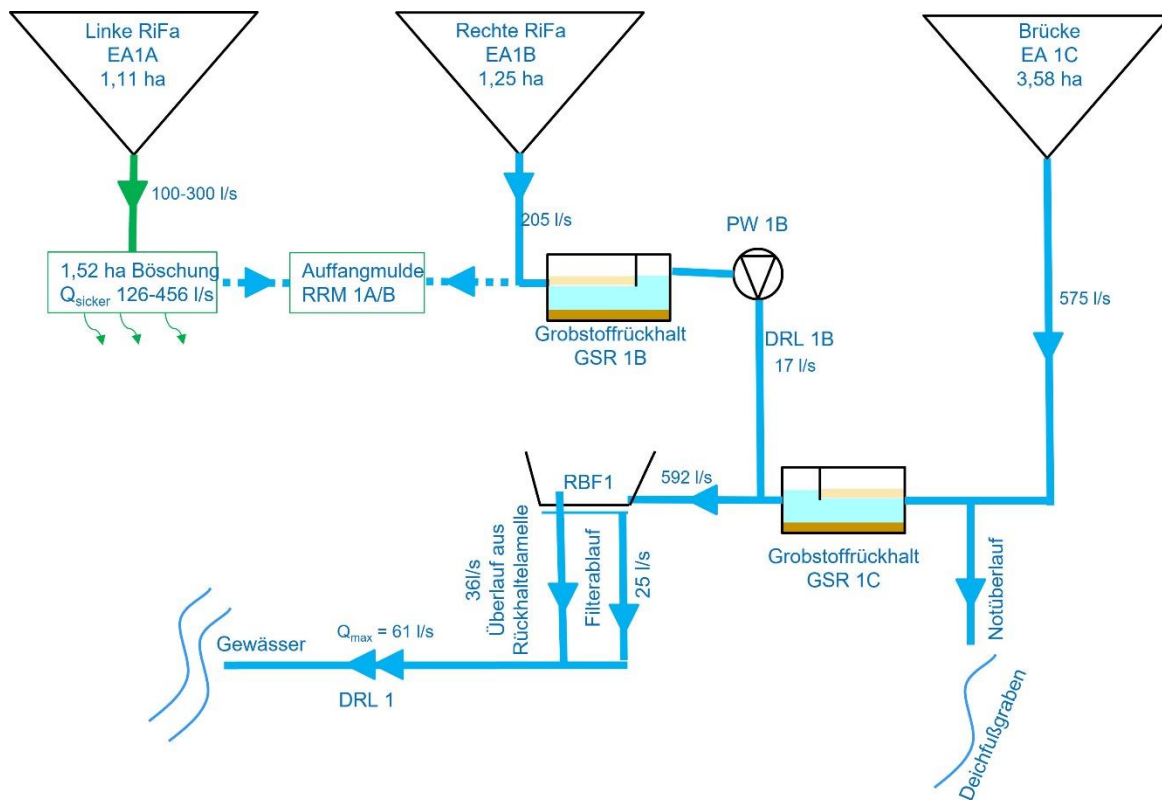 Linke RiFa
EA1A
1,11 ha
Rechte RiFa
EA1B
1,25 ha
Brücke
EA 1C
3,58 ha
100-300 l/s
205 l/s
575 l/s
1,52 ha Böschung
Qsicker 126-456 l/s
Auffangmulde
RRM 1A/B
Grobstoffrückhalt
GSR 1B
PW 1B
DRL 1B
17 l/s
RBF1
592 l/s
Grobstoffrückhalt
GSR 1C
36l/s
Überlauf aus
Rückhaltelamelle
Filterablauf
25 l/s
Notüberlauf
Deichfußgraben
Gewässer
Qmax = 61 l/s
DRL 1